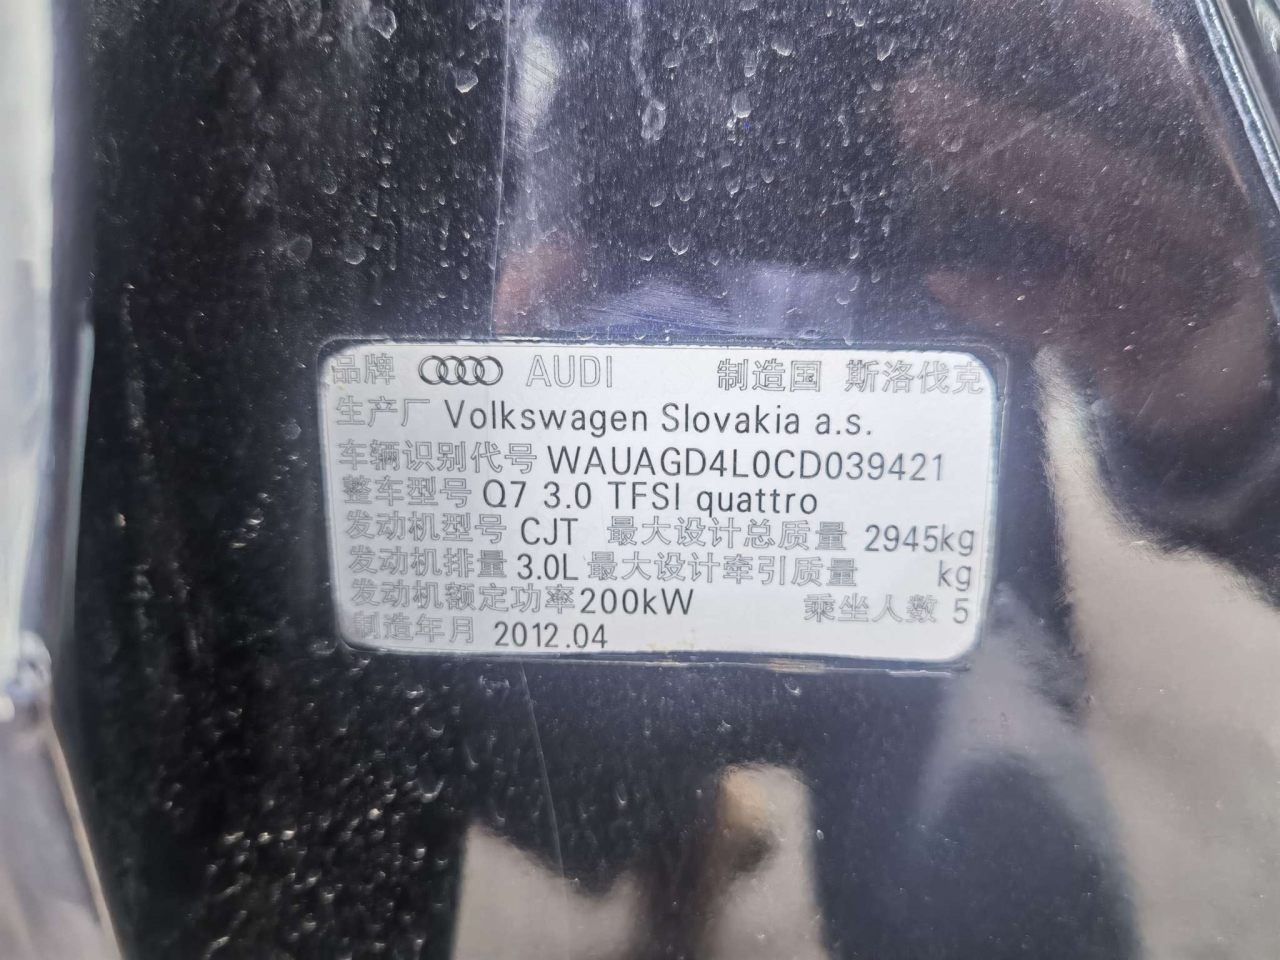 品牌 AUDI 制造国 斯洛伐克
生产厂 Volkswagen Slovakia a.s.
车辆识别代号 WAUAGD4L0CD039421
整车型号 Q7 3.0 TFSI quattro
发动机型号 CJT 最大设计总质量 2945kg
发动机排量 3.0L 最大设计牵引质量 kg
发动机额定功率 200kW 乘坐人数 5
制造年月 2012.04